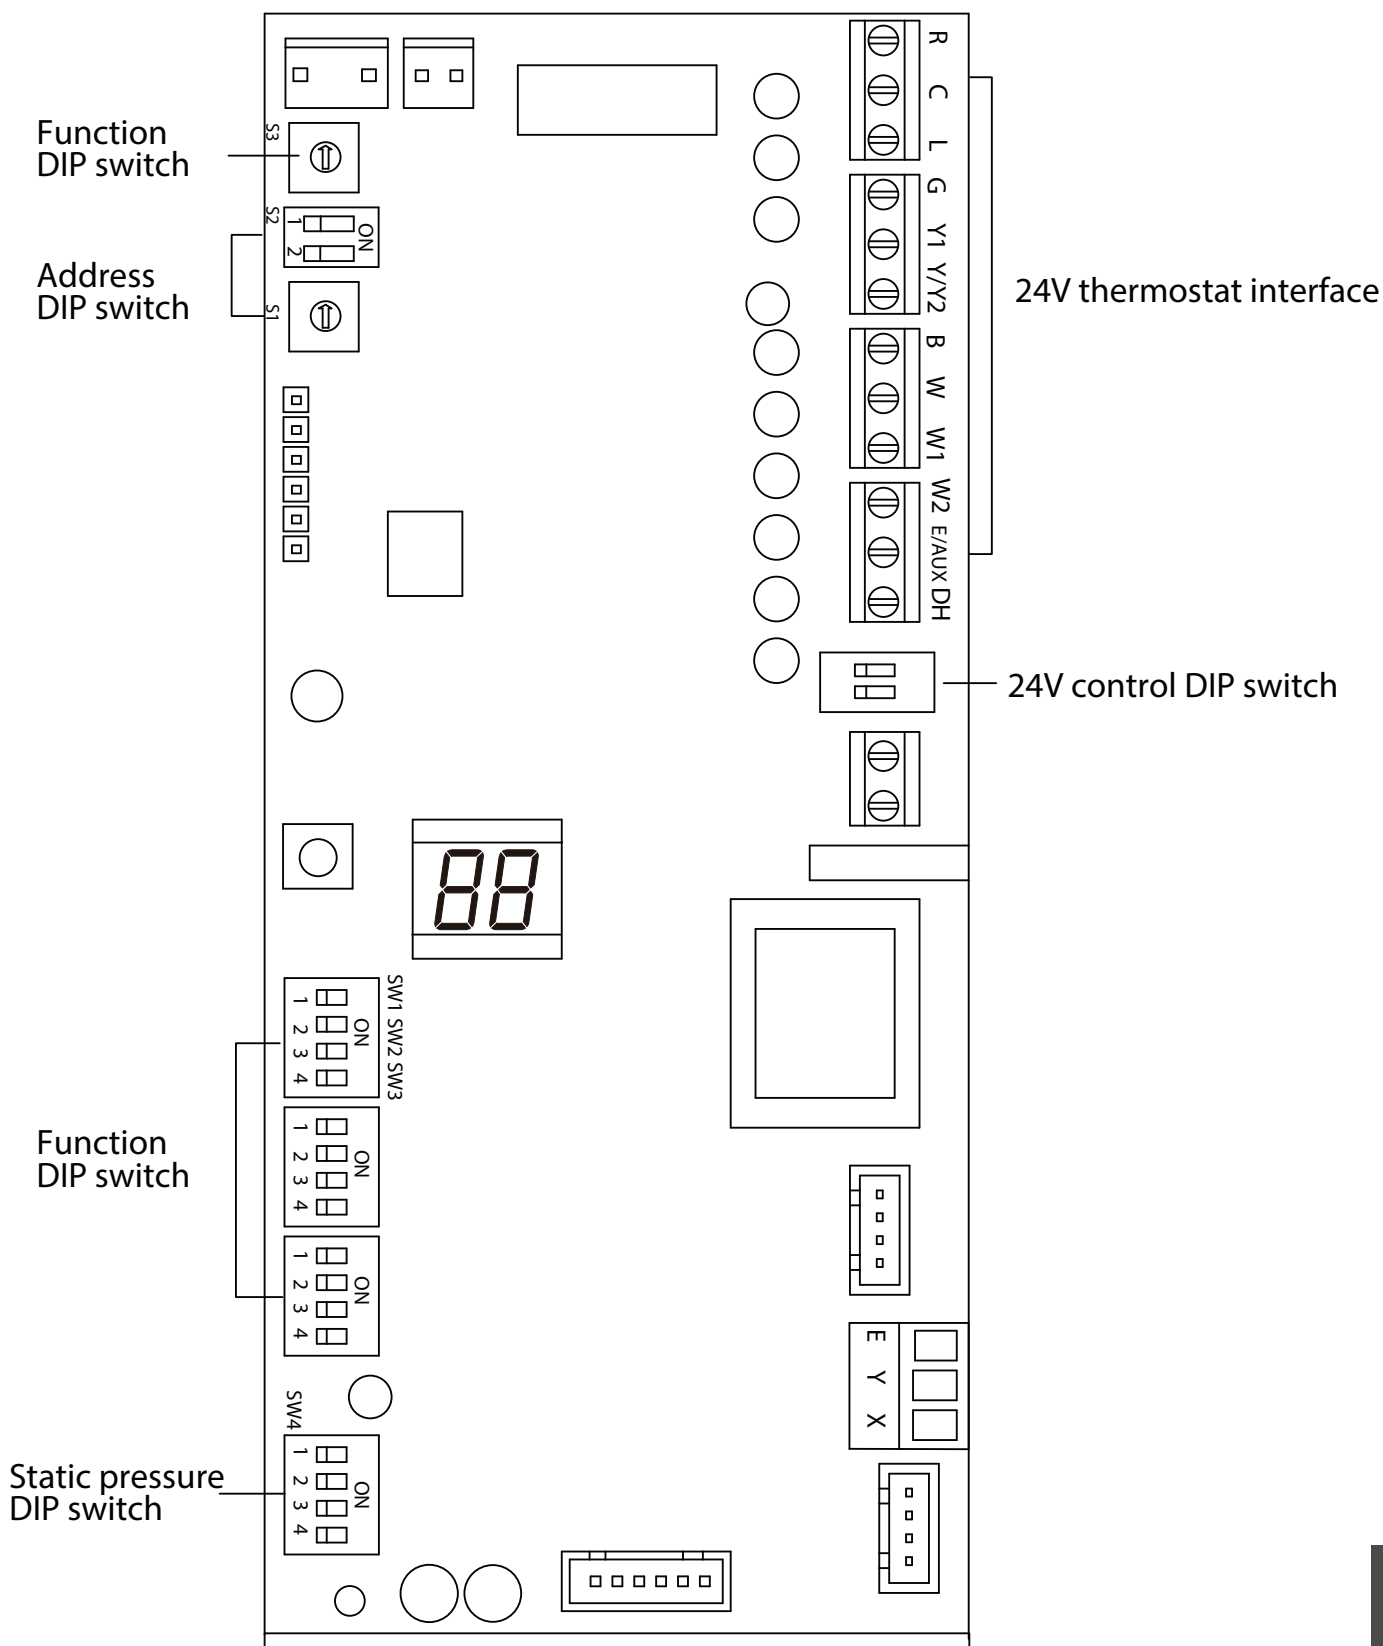 Function
DIP switch
Address
DIP switch
S3
S2
1
2
ON
S1
R
C
L
G
Y1
Y/Y2
B
W
W1
W2
E/AUX
DH
24V thermostat interface
24V control DIP switch
88
SW1 SW2 SW3
1
2
3
4
ON
1
2
3
4
ON
1
2
3
4
ON
Function
DIP switch
E
Y
X
SW4
1
2
3
4
ON
Static pressure
DIP switch